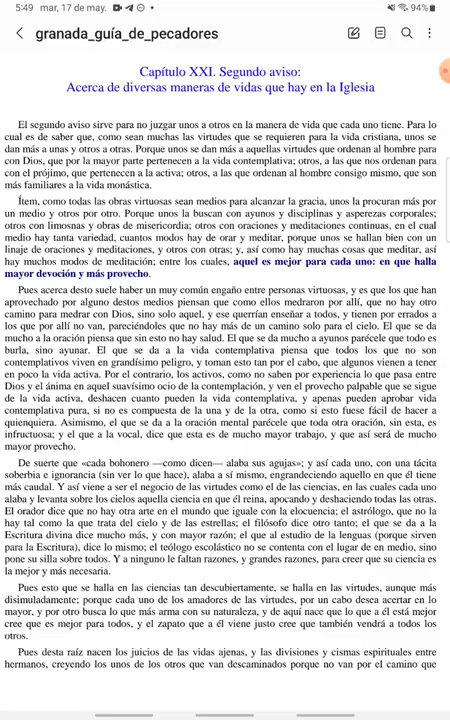 5:49 mar, 17 de may.
94%
granada_guía_de_pecadores
Capítulo XXI. Segundo aviso:
Acerca de diversas maneras de vidas que hay en la Iglesia
El segundo aviso sirve para no juzgar unos a otros en la manera de vida que cada uno tiene. Para lo
cual es de saber que, como sean muchas las virtudes que se requieren para la vida cristiana, unos se
dan más a unas y otros a otras. Porque unos se dan más a aquellas virtudes que ordenan al hombre para
con Dios, que por la mayor parte pertenecen a la vida contemplativa; otros, a las que nos ordenan para
con el prójimo, que pertenecen a la activa; otros, a las que ordenan al hombre consigo mismo, que son
más familiares a la vida monástica.
Ítem, como todas las obras virtuosas sean medios para alcanzar la gracia, unos la procuran más por
un medio y otros por otro. Porque unos la buscan con ayunos y disciplinas y asperezas corporales;
otros con limosnas y obras de misericordia; otros con oraciones y meditaciones continuas, en el cual
medio hay tanta variedad, cuantos modos hay de orar y meditar, porque unos se hallan bien con un
linaje de oraciones y meditaciones, y otros con otras; y, así como hay muchas cosas que meditar, así
hay muchos modos de meditación; entre los cuales, aquel es mejor para cada uno: en que halla
mayor devoción y más provecho.
Pues acerca desto suele haber un muy común engaño entre personas virtuosas, y es que los que han
aprovechado por alguno destos medios piensan que como ellos medraron por allí, que no hay otro
camino para medrar con Dios, sino solo aquel, y ese querrían enseñar a todos, y tienen por errados a
los que por allí no van, pareciéndoles que no hay más de un camino solo para el cielo. El que se da
mucho a la oración piensa que sin esto no hay salud. El que se da mucho a ayunos parécele que todo es
burla, sino ayunar. El que se da a la vida contemplativa piensa que todos los que no son
contemplativos viven en grandísimo peligro, y toman esto tan por el cabo, que algunos vienen a tener
en poco la vida activa. Por el contrario, los activos, como no saben por experiencia lo que pasa entre
Dios y el ánima en aquel suavísimo ocio de la contemplación, y ven el provecho palpable que se sigue
de la vida activa, deshacen cuanto pueden la vida contemplativa, y apenas pueden aprobar vida
contemplativa pura, si no es compuesta de la una y de la otra, como si esto fuese fácil de hacer a
quienquiera. Asimismo, el que se da a la oración mental parécele que toda otra oración, sin esta, es
infructuosa; y el que a la vocal, dice que esta es de mucho mayor trabajo, y que así será de mucho
mayor provecho.
De suerte que «cada bohonero —como dicen— alaba sus agujas»; y así cada uno, con una tácita
soberbia e ignorancia (sin ver lo que hace), alaba a sí mismo, engrandeciendo aquello en que él tiene
más caudal. Y así viene a ser el negocio de las virtudes como el de las ciencias, en las cuales cada uno
alaba y levanta sobre los cielos aquella ciencia en que él reina, apocando y deshaciendo todas las otras.
El orador dice que no hay otra arte en el mundo que iguale con la elocuencia; el astrólogo, que no la
hay tal como la que trata del cielo y de las estrellas; el filósofo dice otro tanto; el que se da a la
Escritura divina dice mucho más, y con mayor razón; el que al estudio de la lenguas (porque sirven
para la Escritura), dice lo mismo; el teólogo escolástico no se contenta con el lugar de en medio, sino
pone su silla sobre todos. Y a ninguno le faltan razones, y grandes razones, para creer que su ciencia es
la mejor y más necesaria.
Pues esto que se halla en las ciencias tan descubiertamente, se halla en las virtudes, aunque más
disimuladamente; porque cada uno de los amadores de las virtudes, por un cabo desea acertar en lo
mayor, y por otro busca lo que más arma con su naturaleza, y de aquí nace que lo que a él está mejor
cree que es mejor para todos, y el zapato que a él viene justo cree que también vendrá a todos los
otros.
Pues desta raíz nacen los juicios de las vidas ajenas, y las divisiones y cismas espirituales entre
hermanos, creyendo los unos de los otros que van descaminados porque no van por el camino que